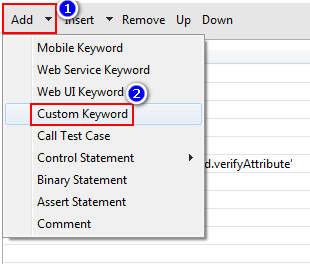 1
Add Insert Remove Up Down
Mobile Keyword
Web Service Keyword
Web UI Keyword
2
Custom Keyword
Call Test Case
Control Statement
d.verifyAttribute'
Binary Statement
Assert Statement
Comment